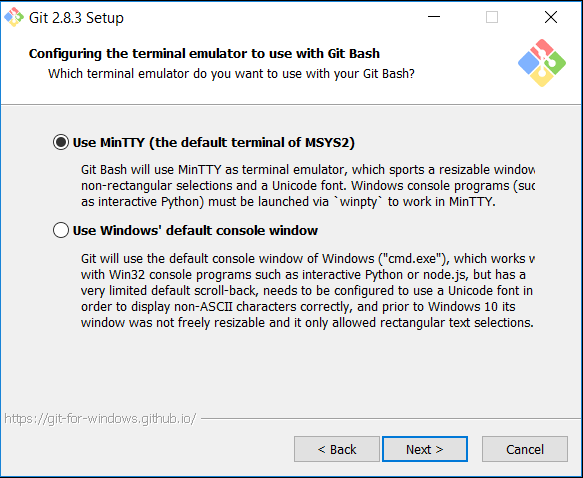 Git 2.8.3 Setup
Configuring the terminal emulator to use with Git Bash
Which terminal emulator do you want to use with your Git Bash?
Use MinTTY (the default terminal of MSYS2)
Git Bash will use MinTTY as terminal emulator, which sports a resizable window
non-rectangular selections and a Unicode font. Windows console programs (suc
as interactive Python) must be launched via `winpty` to work in MinTTY.
Use Windows' default console window
Git will use the default console window of Windows ("cmd.exe"), which works w
with Win32 console programs such as interactive Python or node.js, but has a
very limited default scroll-back, needs to be configured to use a Unicode font in
order to display non-ASCII characters correctly, and prior to Windows 10 its
window was not freely resizable and it only allowed rectangular text selections.
https://git-for-windows.github.io/
< Back
Next >
Cancel